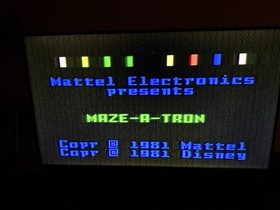 Mattel Electronics
presents
MAZE-A-TRON
Copr @ 1981 Mattel
Copr @ 1981 Disney